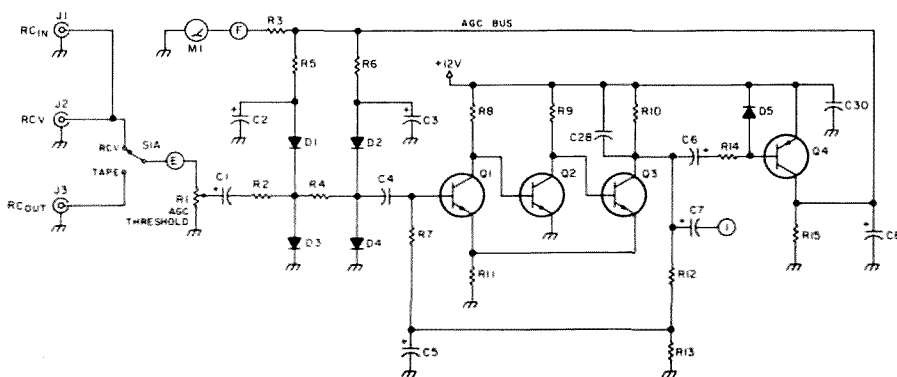 J1
RC IN
J2
RCV
J3
RC OUT
RCV
TAPE
S1A
E
R1
AGC
THRESHOLD
C1
R2
M1
F
R3
AGC BUS
R5
R6
C2
C3
D1
D2
R4
C4
D3
D4
R7
C5
+12V
R8
R9
R10
C28
Q1
Q2
Q3
R11
C6
R14
D5
Q4
C30
C7
R12
R13
R15